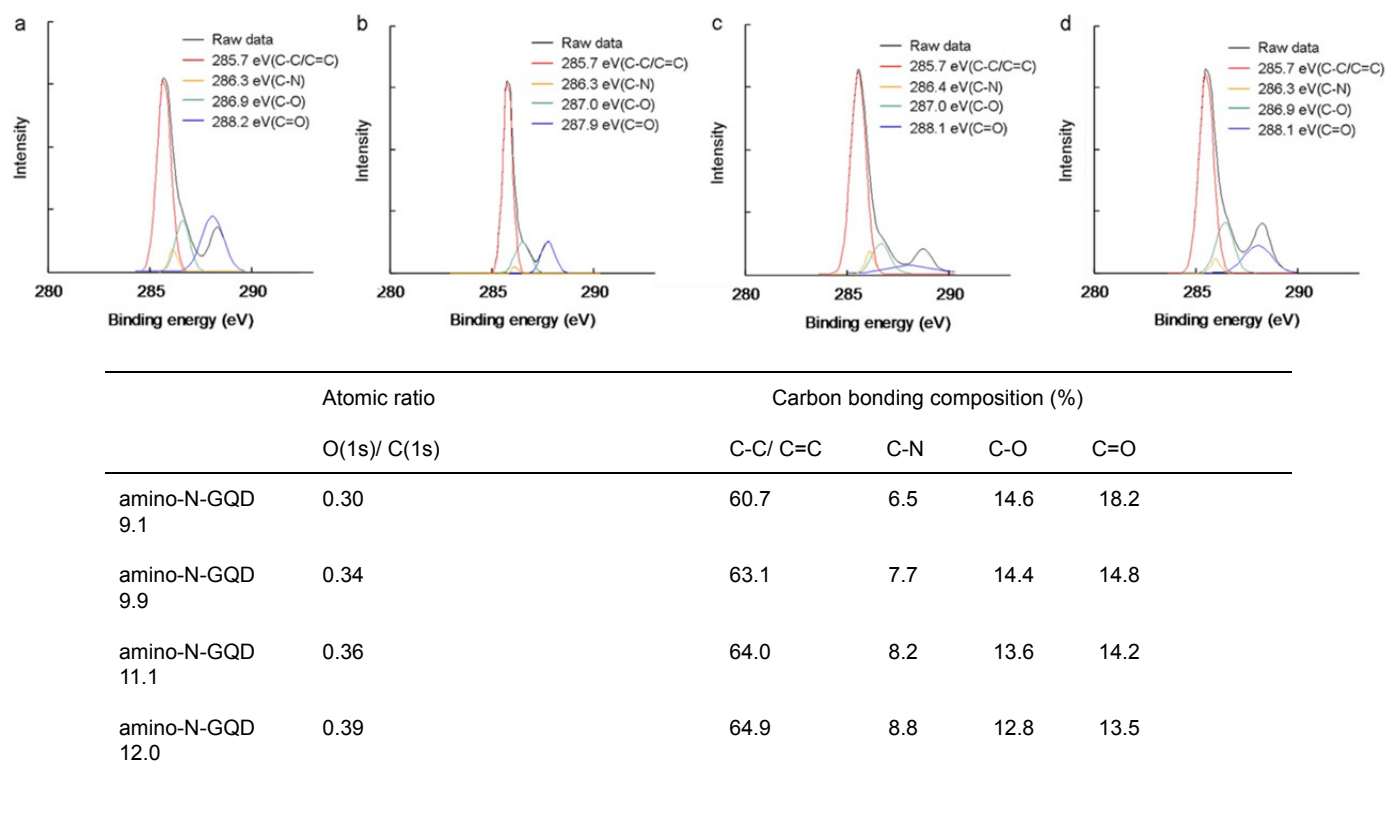 a
Raw data
285.7 eV(C-C/C=C)
286.3 eV(C-N)
286.9 eV(C-O)
288.2 eV(C=O)
Intensity
280 285 290
Binding energy (eV)
b
Raw data
285.7 eV(C-C/C=C)
286.3 eV(C-N)
287.0 eV(C-O)
287.9 eV(C=O)
Intensity
280 285 290
Binding energy (eV)
c
Raw data
285.7 eV(C-C/C=C)
286.4 eV(C-N)
287.0 eV(C-O)
288.1 eV(C=O)
Intensity
280 285 290
Binding energy (eV)
d
Raw data
285.7 eV(C-C/C=C)
286.3 eV(C-N)
286.9 eV(C-O)
288.1 eV(C=O)
Intensity
280 285 290
Binding energy (eV)
Atomic ratio Carbon bonding composition (%)
O(1s)/ C(1s) C-C/ C=C C-N C-O C=O
amino-N-GQD 0.30 60.7 6.5 14.6 18.2
9.1
amino-N-GQD 0.34 63.1 7.7 14.4 14.8
9.9
amino-N-GQD 0.36 64.0 8.2 13.6 14.2
11.1
amino-N-GQD 0.39 64.9 8.8 12.8 13.5
12.0